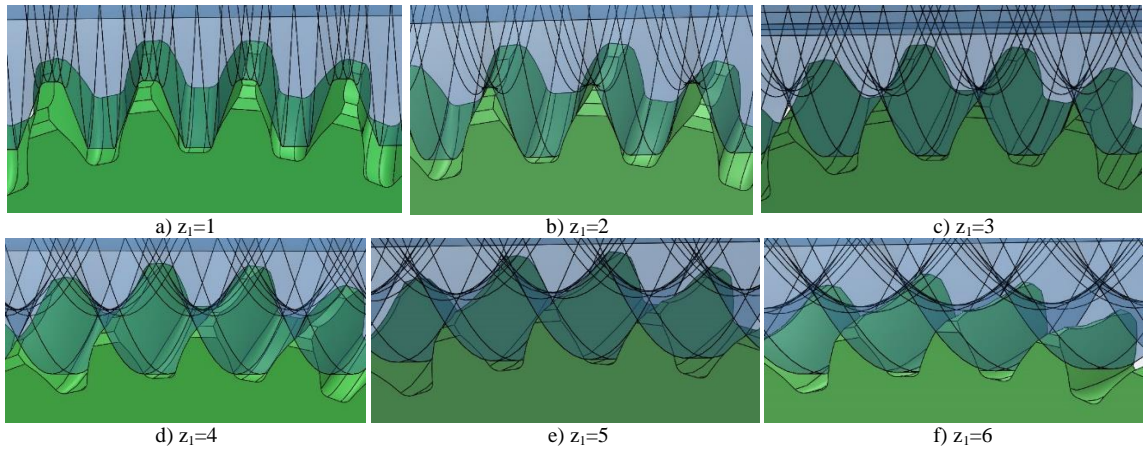 a) z₁=1
b) z₁=2
c) z₁=3
d) z₁=4
e) z₁=5
f) z₁=6